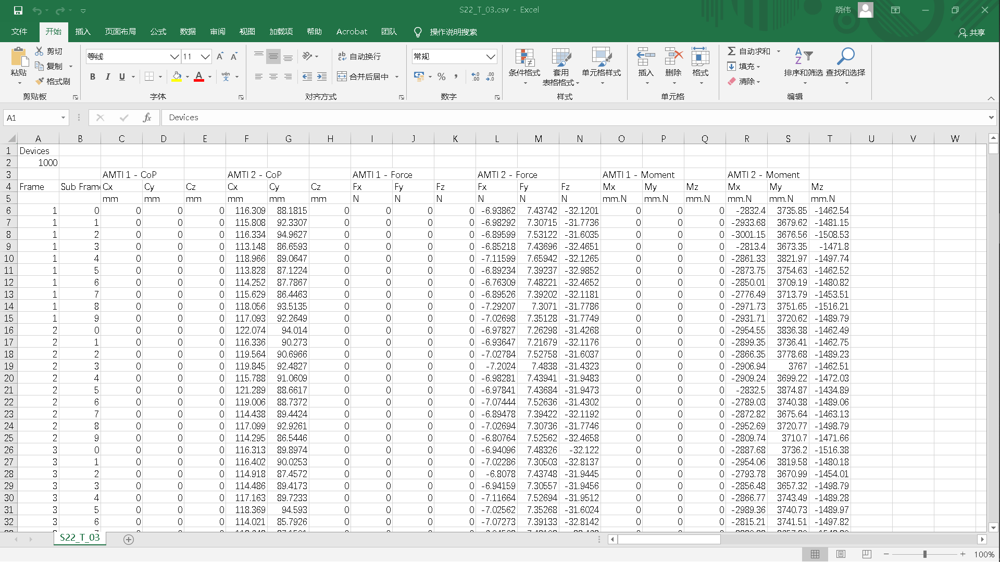 S22_T_03.csv - Excel
晓伟
文件 开始 插入 页面布局 公式 数据 审阅 视图 加载项 帮助 Acrobat 团队 操作说明搜索 共享
粘贴 剪切 复制 格式刷 剪贴板
等线 11 B I U A wén 文 字体
ab 自动换行 合并后居中 对齐方式
常规 % 数字
条件格式 套用 表格格式 单元格样式 样式
插入 删除 格式 单元格
自动求和 填充 清除 排序和筛选 查找和选择 编辑
A1 fx Devices
A B C D E F G H I J K L M N O P Q R S T U V W
1 Devices
2 1000
3 AMTI 1 - CoP AMTI 2 - CoP AMTI 1 - Force AMTI 2 - Force AMTI 1 - Moment AMTI 2 - Moment
4 Frame Sub Frame Cx Cy Cz Cx Cy Cz Fx Fy Fz Fx Fy Fz Mx My Mz Mx My Mz
5 mm mm mm mm mm mm N N N N N N mm.N mm.N mm.N mm.N mm.N mm.N
6 1 0 0 0 0 116.309 88.1815 0 0 0 0 -6.93862 7.43742 -32.1201 0 0 0 -2832.4 3735.85 -1462.54
7 1 1 0 0 0 115.808 92.3307 0 0 0 0 -6.98292 7.30715 -31.7736 0 0 0 -2933.68 3679.62 -1481.15
8 1 2 0 0 0 116.334 94.9627 0 0 0 0 -6.89599 7.53122 -31.6035 0 0 0 -3001.15 3676.56 -1508.53
9 1 3 0 0 0 113.148 86.6593 0 0 0 0 -6.85218 7.43696 -32.4651 0 0 0 -2813.4 3673.35 -1471.8
10 1 4 0 0 0 118.966 89.0647 0 0 0 0 -7.11599 7.65942 -32.1265 0 0 0 -2861.33 3821.97 -1497.74
11 1 5 0 0 0 113.828 87.1224 0 0 0 0 -6.89234 7.39237 -32.9852 0 0 0 -2873.75 3754.63 -1462.52
12 1 6 0 0 0 114.252 87.7867 0 0 0 0 -6.76309 7.48221 -32.4652 0 0 0 -2850.01 3709.19 -1480.82
13 1 7 0 0 0 115.629 86.4463 0 0 0 0 -6.89526 7.39202 -32.1181 0 0 0 -2776.49 3713.79 -1453.51
14 1 8 0 0 0 118.056 93.5135 0 0 0 0 -7.29207 7.3071 -31.7786 0 0 0 -2971.73 3751.65 -1516.21
15 1 9 0 0 0 117.093 92.2649 0 0 0 0 -7.02698 7.35128 -31.7749 0 0 0 -2931.71 3720.62 -1489.79
16 2 0 0 0 0 122.074 94.014 0 0 0 0 -6.97827 7.26298 -31.4268 0 0 0 -2954.55 3836.38 -1462.49
17 2 1 0 0 0 116.336 90.273 0 0 0 0 -6.93647 7.21679 -32.1176 0 0 0 -2899.35 3736.41 -1462.75
18 2 2 0 0 0 119.564 90.6966 0 0 0 0 -7.02784 7.52758 -31.6037 0 0 0 -2866.35 3778.68 -1489.23
19 2 3 0 0 0 119.845 92.4827 0 0 0 0 -7.2024 7.4838 -31.4323 0 0 0 -2906.94 3767 -1462.51
20 2 4 0 0 0 115.788 91.0609 0 0 0 0 -6.98281 7.43941 -31.9483 0 0 0 -2909.24 3699.22 -1472.03
21 2 5 0 0 0 121.289 88.6617 0 0 0 0 -6.97841 7.43684 -31.9473 0 0 0 -2832.5 3874.87 -1434.89
22 2 6 0 0 0 119.006 88.7372 0 0 0 0 -7.07444 7.52636 -31.4302 0 0 0 -2789.03 3740.38 -1489.06
23 2 7 0 0 0 114.438 89.4424 0 0 0 0 -6.89478 7.39422 -32.1192 0 0 0 -2872.82 3675.64 -1463.13
24 2 8 0 0 0 117.099 92.9261 0 0 0 0 -7.02694 7.30736 -31.7746 0 0 0 -2952.69 3720.77 -1498.79
25 2 9 0 0 0 114.295 86.5446 0 0 0 0 -6.80764 7.52562 -32.4658 0 0 0 -2809.74 3710.7 -1471.66
26 3 0 0 0 0 116.313 89.8974 0 0 0 0 -6.94096 7.48326 -32.122 0 0 0 -2887.68 3736.2 -1516.38
27 3 1 0 0 0 116.402 90.0253 0 0 0 0 -7.02286 7.30503 -32.8137 0 0 0 -2954.06 3819.58 -1480.18
28 3 2 0 0 0 114.918 87.4572 0 0 0 0 -6.8078 7.43748 -31.9445 0 0 0 -2793.78 3670.99 -1454.01
29 3 3 0 0 0 114.486 89.4173 0 0 0 0 -6.94159 7.30557 -31.9456 0 0 0 -2856.48 3657.32 -1498.79
30 3 4 0 0 0 117.163 89.7233 0 0 0 0 -7.11664 7.52694 -31.9512 0 0 0 -2866.77 3743.49 -1489.28
31 3 5 0 0 0 118.369 94.593 0 0 0 0 -7.02562 7.35268 -31.6024 0 0 0 -2989.36 3740.73 -1489.97
32 3 6 0 0 0 114.021 85.7926 0 0 0 0 -7.07273 7.39133 -32.8142 0 0 0 -2815.21 3741.51 -1497.82
S22_T_03
100%